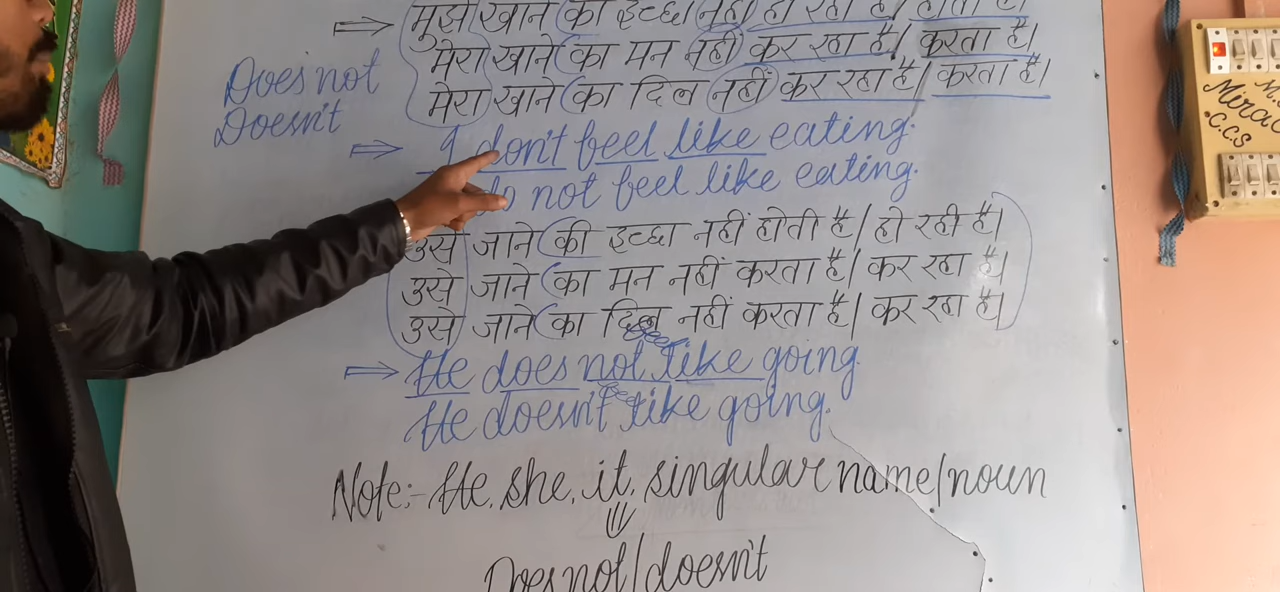 ⇒ मुझे खाने का इच्छा नहीं हो रहा है/ होता है।
मेरा खाने का मन नहीं कर रहा है/ करता है।
मेरा खाने का दिल नहीं कर रहा है/ करता है।
Does not
Doesn't
⇒ I don't feel like eating.
do not feel like eating.
उसे जाने की इच्छा नहीं होती है/ हो रही है।
उसे जाने का मन नहीं करता है/ कर रहा है।
उसे जाने का दिल नहीं करता है/ कर रहा है।
⇒ He does not feel like going
He doesn't feel like going.
Note:- He, she, it, singular name/noun
⇓
Does not/doesn't
C.C.S